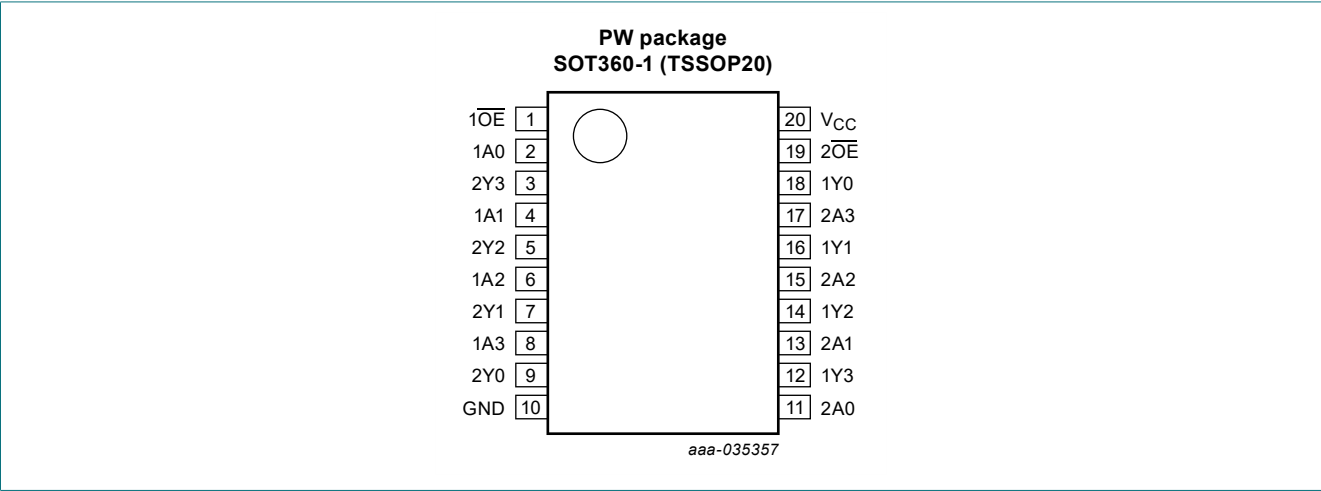 PW package
SOT360-1 (TSSOP20)
1O̅E̅ 1 20 VCC
1A0 2 19 2O̅E̅
2Y3 3 18 1Y0
1A1 4 17 2A3
2Y2 5 16 1Y1
1A2 6 15 2A2
2Y1 7 14 1Y2
1A3 8 13 2A1
2Y0 9 12 1Y3
GND 10 11 2A0
aaa-035357